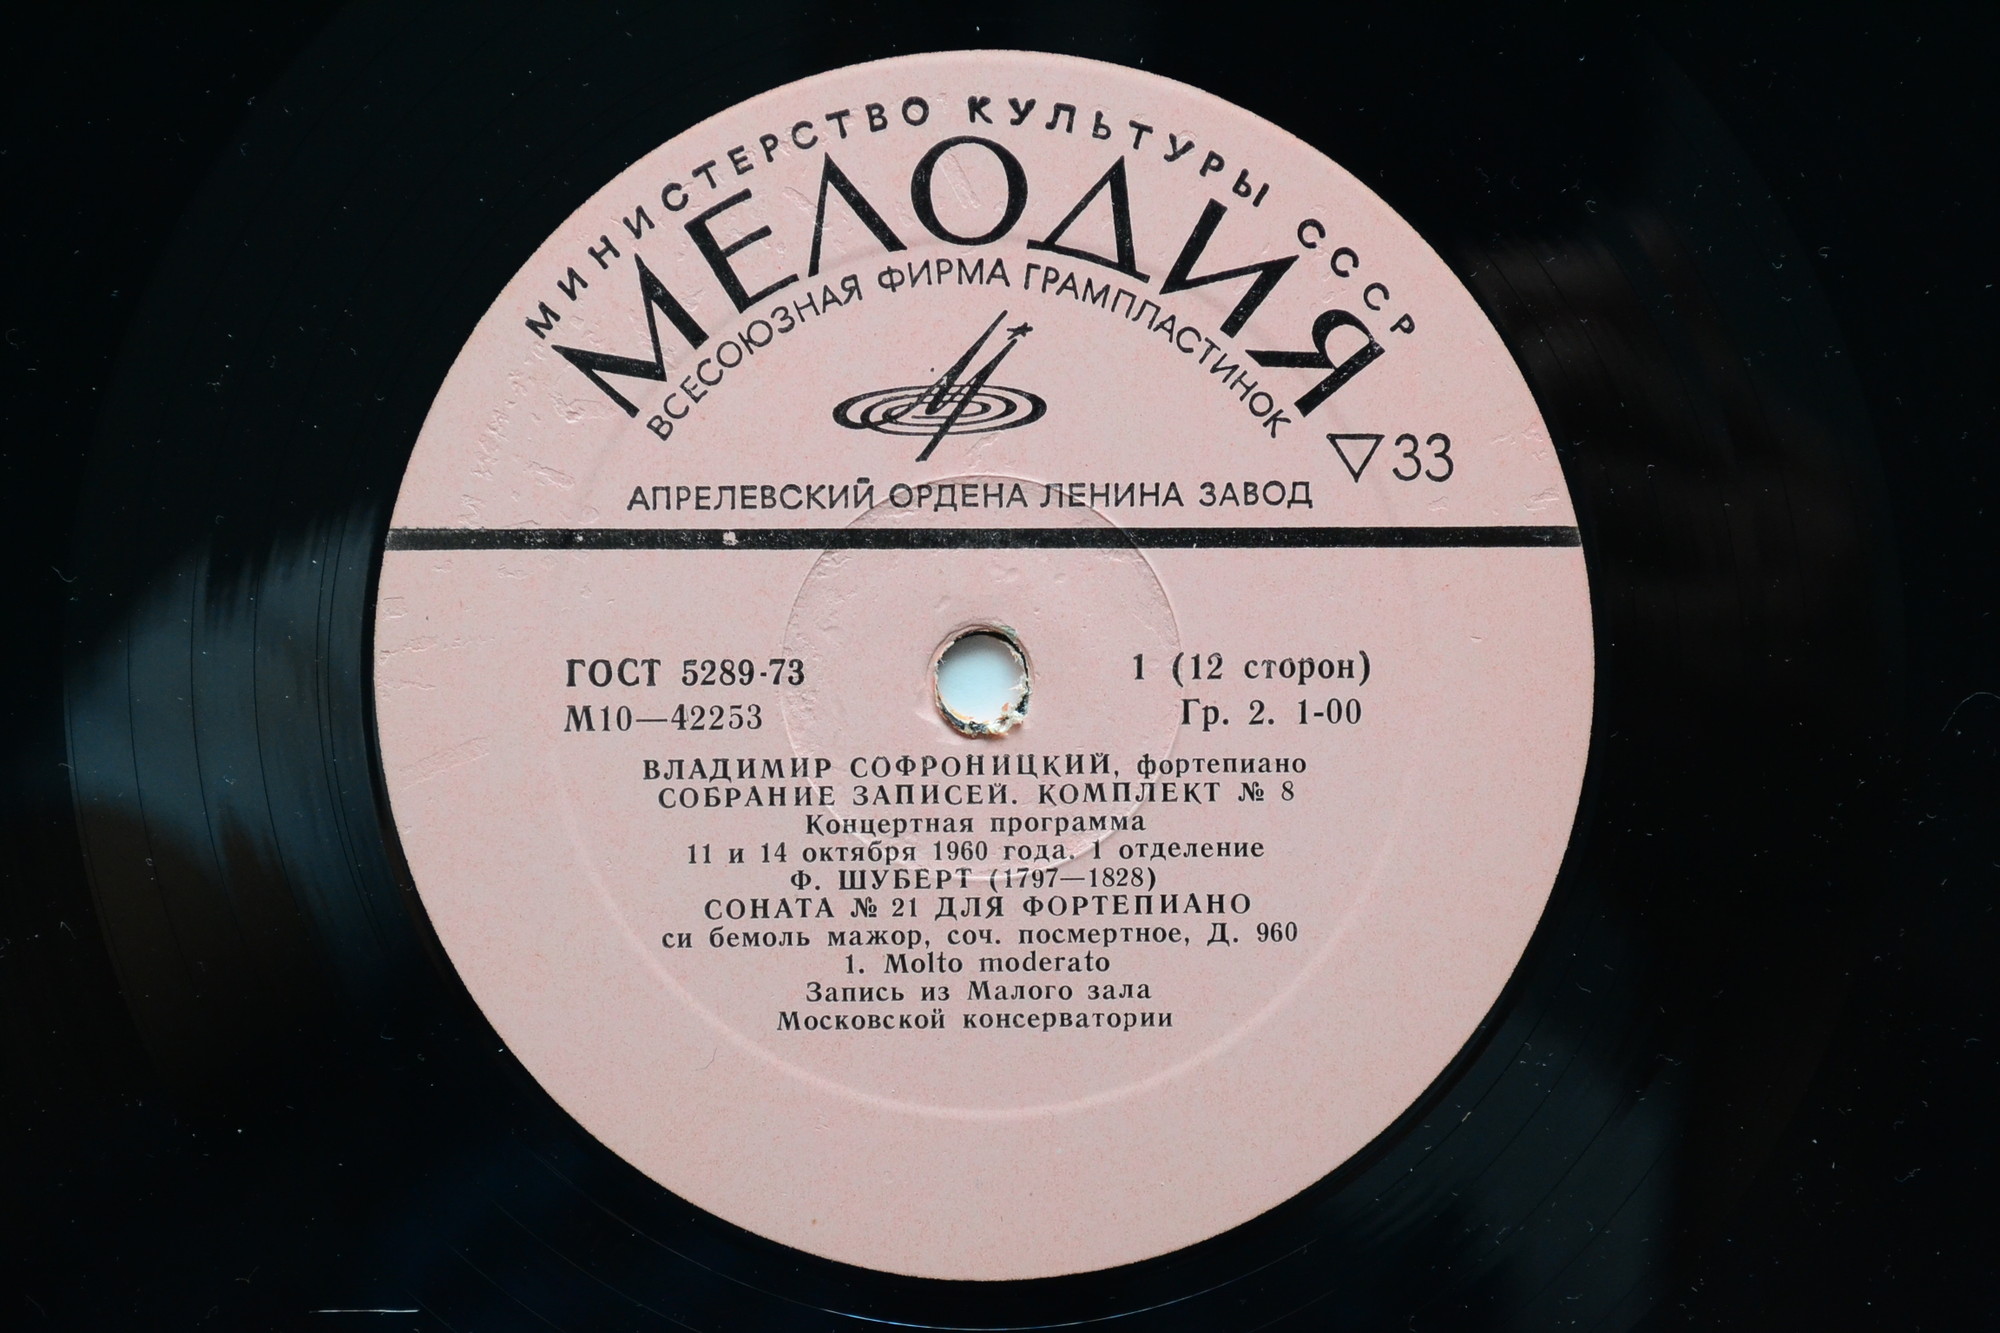 МИНИСТЕРСТВО КУЛЬТУРЫ СССР
МЕЛОДИЯ
ВСЕСОЮЗНАЯ ФИРМА ГРАМПЛАСТИНОК
33
АПРЕЛЕВСКИЙ ОРДЕНА ЛЕНИНА ЗАВОД
ГОСТ 5289-73
1 (12 сторон)
М10—42253
Гр. 2. 1-00
ВЛАДИМИР СОФРОНИЦКИЙ, фортепиано
СОБРАНИЕ ЗАПИСЕЙ. КОМПЛЕКТ № 8
Концертная программа
11 и 14 октября 1960 года. 1 отделение
Ф. ШУБЕРТ (1797—1828)
СОНАТА № 21 ДЛЯ ФОРТЕПИАНО
си бемоль мажор, соч. посмертное, Д. 960
1. Molto moderato
Запись из Малого зала
Московской консерватории